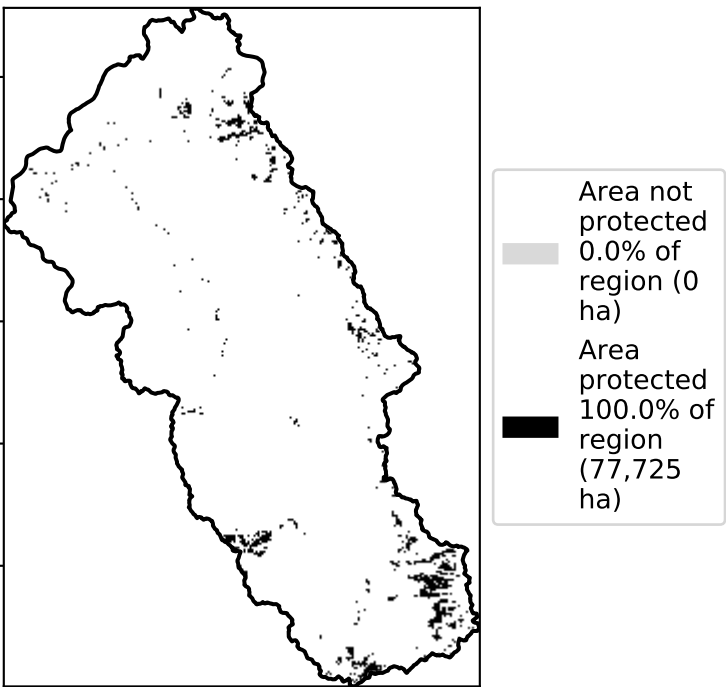 Area not
protected
0.0% of
region (0
ha)
Area
protected
100.0% of
region
(77,725
ha)